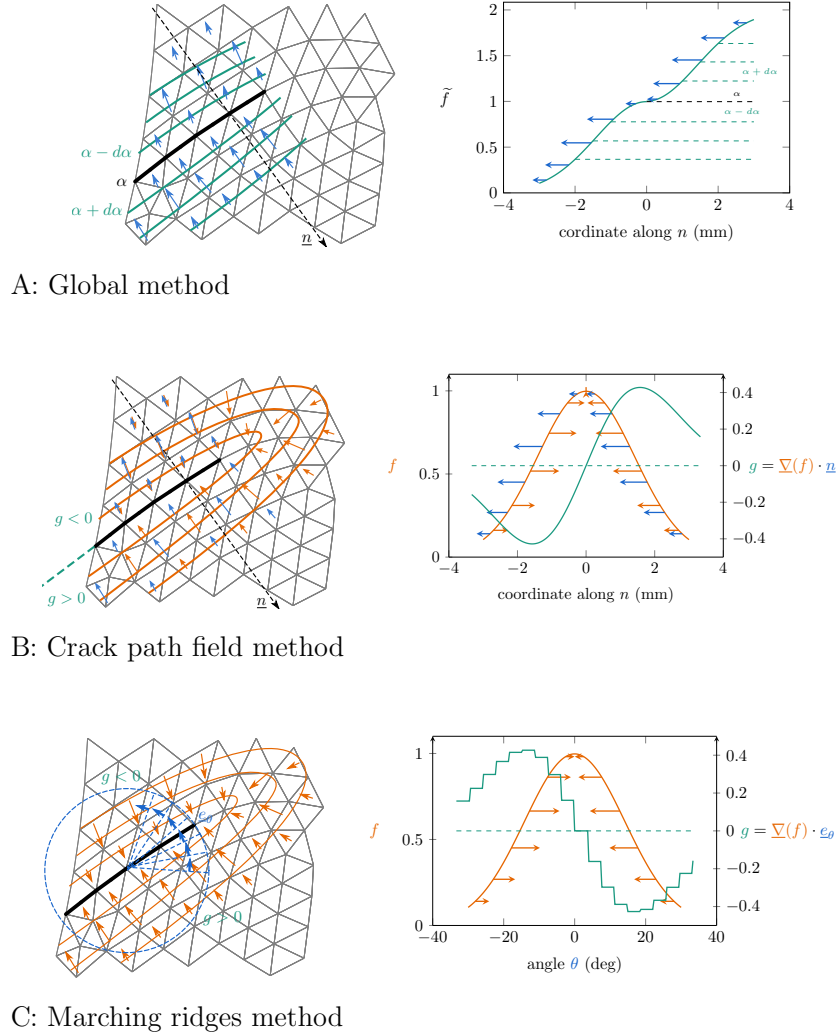 α − dα
α
α + dα
n
2
1.5
f̃
1
0.5
0
α + dα
α
α − dα
−4
−2
0
2
4
cordinate along n (mm)
A: Global method
g < 0
g > 0
n
1
f
0.5
0
0.4
0.2
g = ∇(f) · n
0
−0.2
−0.4
−4
−2
0
2
4
coordinate along n (mm)
B: Crack path field method
g < 0
e_θ
g > 0
1
f
0.5
0
0.4
0.2
g = ∇(f) · e_θ
0
−0.2
−0.4
−40
−20
0
20
40
angle θ (deg)
C: Marching ridges method